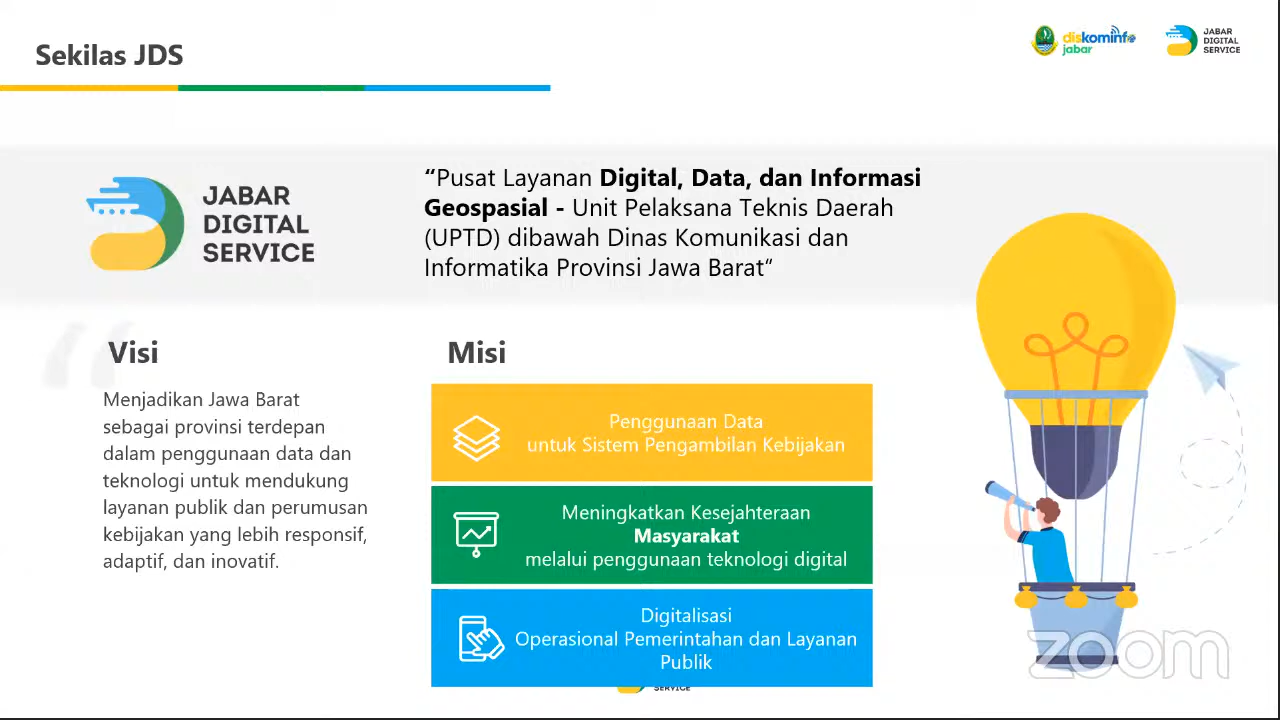 Sekilas JDS
diskominfo
jabar
JABAR
DIGITAL
SERVICE
JABAR
DIGITAL
SERVICE
“Pusat Layanan Digital, Data, dan Informasi
Geospasial - Unit Pelaksana Teknis Daerah
(UPTD) dibawah Dinas Komunikasi dan
Informatika Provinsi Jawa Barat“
Visi
Menjadikan Jawa Barat
sebagai provinsi terdepan
dalam penggunaan data dan
teknologi untuk mendukung
layanan publik dan perumusan
kebijakan yang lebih responsif,
adaptif, dan inovatif.
Misi
Penggunaan Data
untuk Sistem Pengambilan Kebijakan
Meningkatkan Kesejahteraan
Masyarakat
melalui penggunaan teknologi digital
Digitalisasi
Operasional Pemerintahan dan Layanan
Publik
SERVICE
zoom